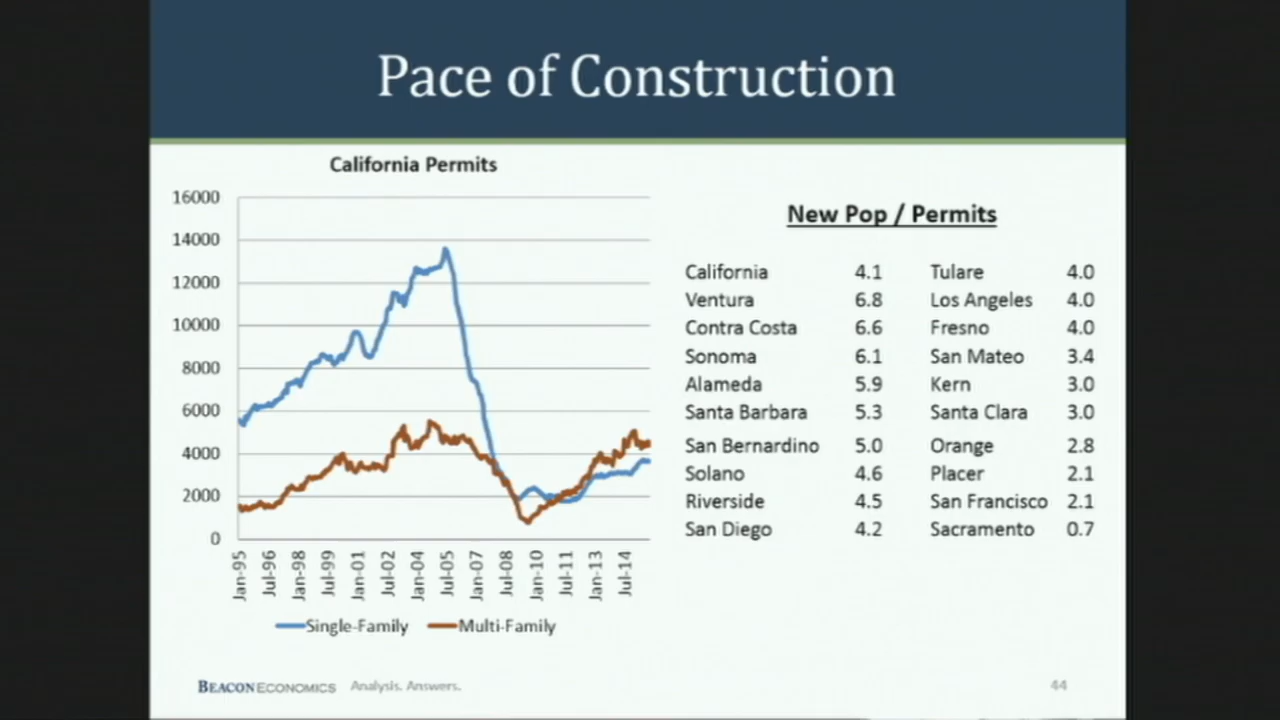 Pace of Construction
California Permits
16000
14000
12000
10000
8000
6000
4000
2000
0
Jan-95
Jul-96
Jan-98
Jul-99
Jan-01
Jul-02
Jan-04
Jul-05
Jan-07
Jul-08
Jan-10
Jul-11
Jan-13
Jul-14
Single-Family Multi-Family
New Pop / Permits
California 4.1 Tulare 4.0
Ventura 6.8 Los Angeles 4.0
Contra Costa 6.6 Fresno 4.0
Sonoma 6.1 San Mateo 3.4
Alameda 5.9 Kern 3.0
Santa Barbara 5.3 Santa Clara 3.0
San Bernardino 5.0 Orange 2.8
Solano 4.6 Placer 2.1
Riverside 4.5 San Francisco 2.1
San Diego 4.2 Sacramento 0.7
BEACONECONOMICS Analysis. Answers. 44